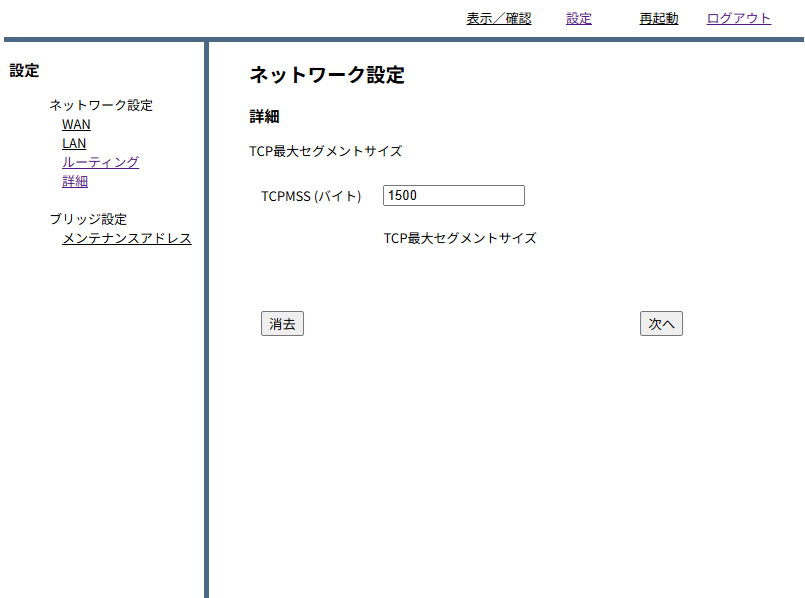 表示／確認 設定 再起動 ログアウト
設定
ネットワーク設定
WAN
LAN
ルーティング
詳細
ブリッジ設定
メンテナンスアドレス
ネットワーク設定
詳細
TCP最大セグメントサイズ
TCPMSS (バイト) 1500
TCP最大セグメントサイズ
消去 次へ